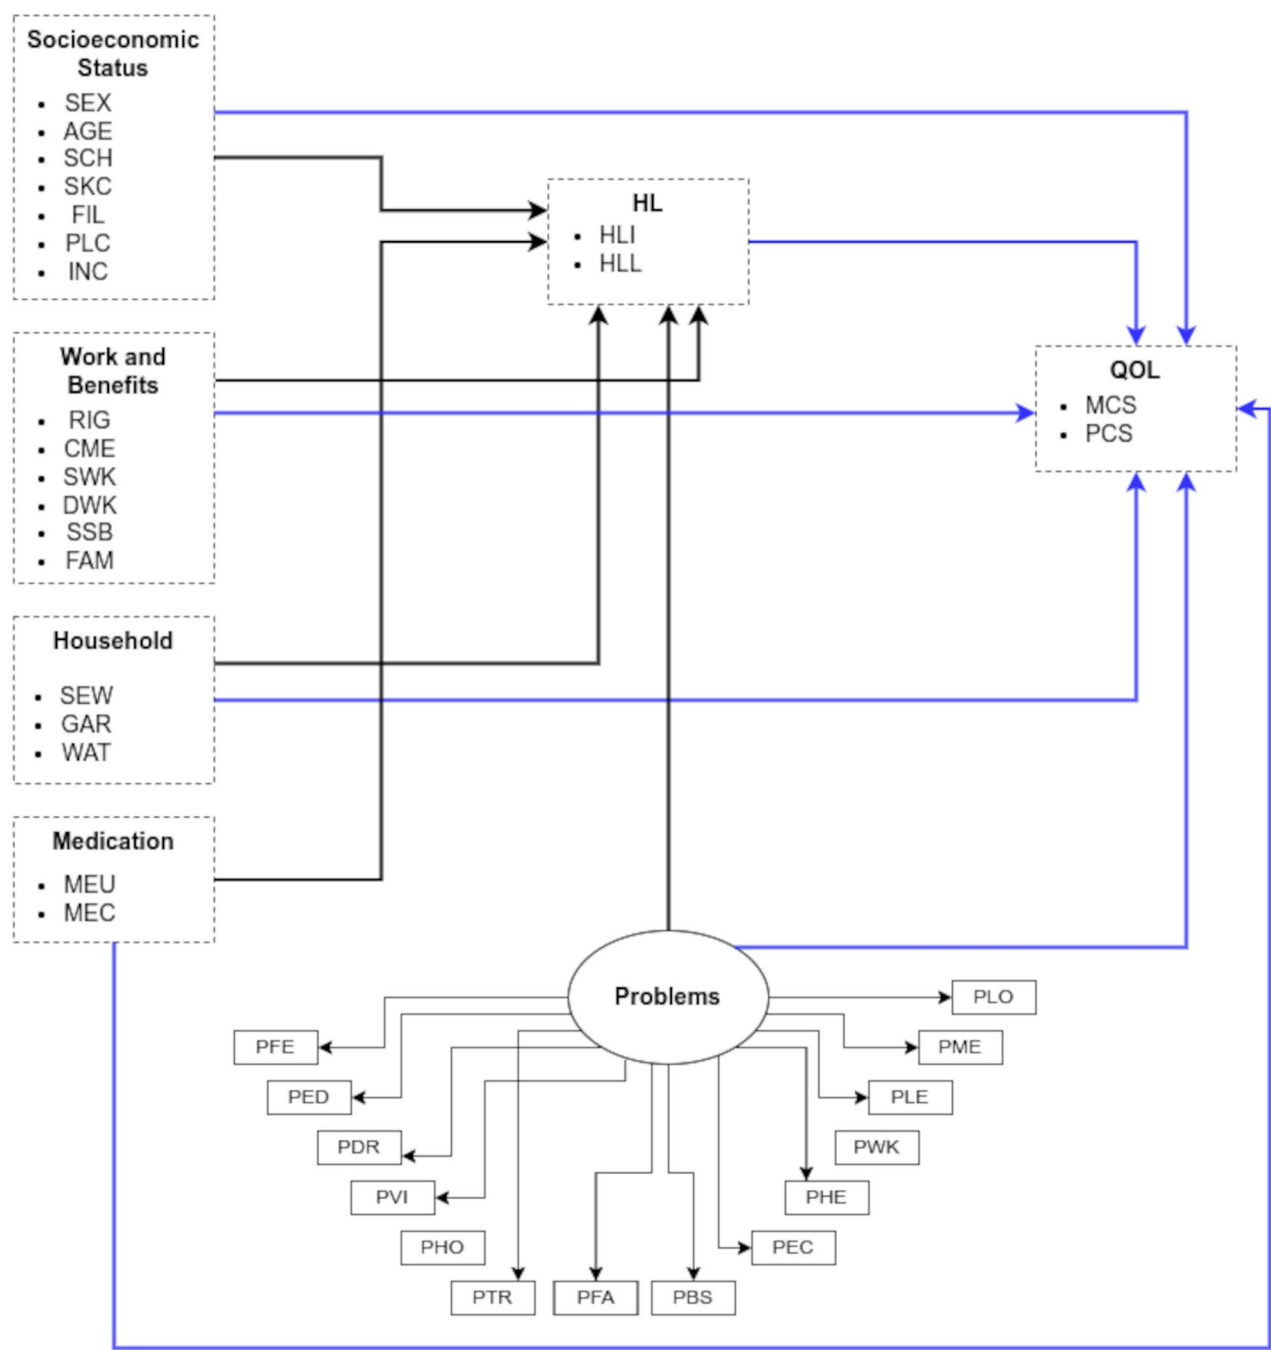 Socioeconomic
Status
• SEX
• AGE
• SCH
• SKC
• FIL
• PLC
• INC
HL
• HLI
• HLL
Work and
Benefits
• RIG
• CME
• SWK
• DWK
• SSB
• FAM
QOL
• MCS
• PCS
Household
• SEW
• GAR
• WAT
Medication
• MEU
• MEC
Problems
PLO
PFE
PME
PED
PLE
PDR
PWK
PVI
PHE
PHO
PEC
PTR
PFA
PBS